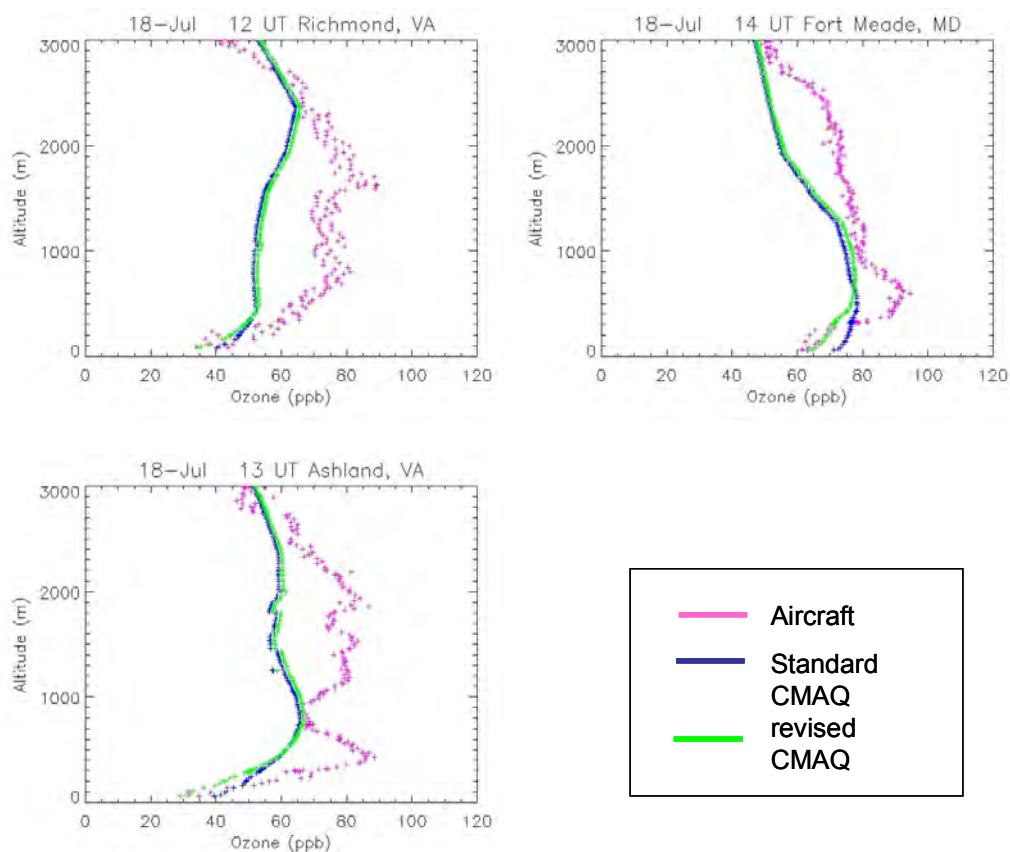 18-Jul 12 UT Richmond, VA
3000
2000
1000
0
Altitude (m)
0 20 40 60 80 100 120
Ozone (ppb)
18-Jul 14 UT Fort Meade, MD
3000
2000
1000
0
Altitude (m)
0 20 40 60 80 100 120
Ozone (ppb)
18-Jul 13 UT Ashland, VA
3000
2000
1000
0
Altitude (m)
0 20 40 60 80 100 120
Ozone (ppb)
Aircraft
Standard
CMAQ
revised
CMAQ